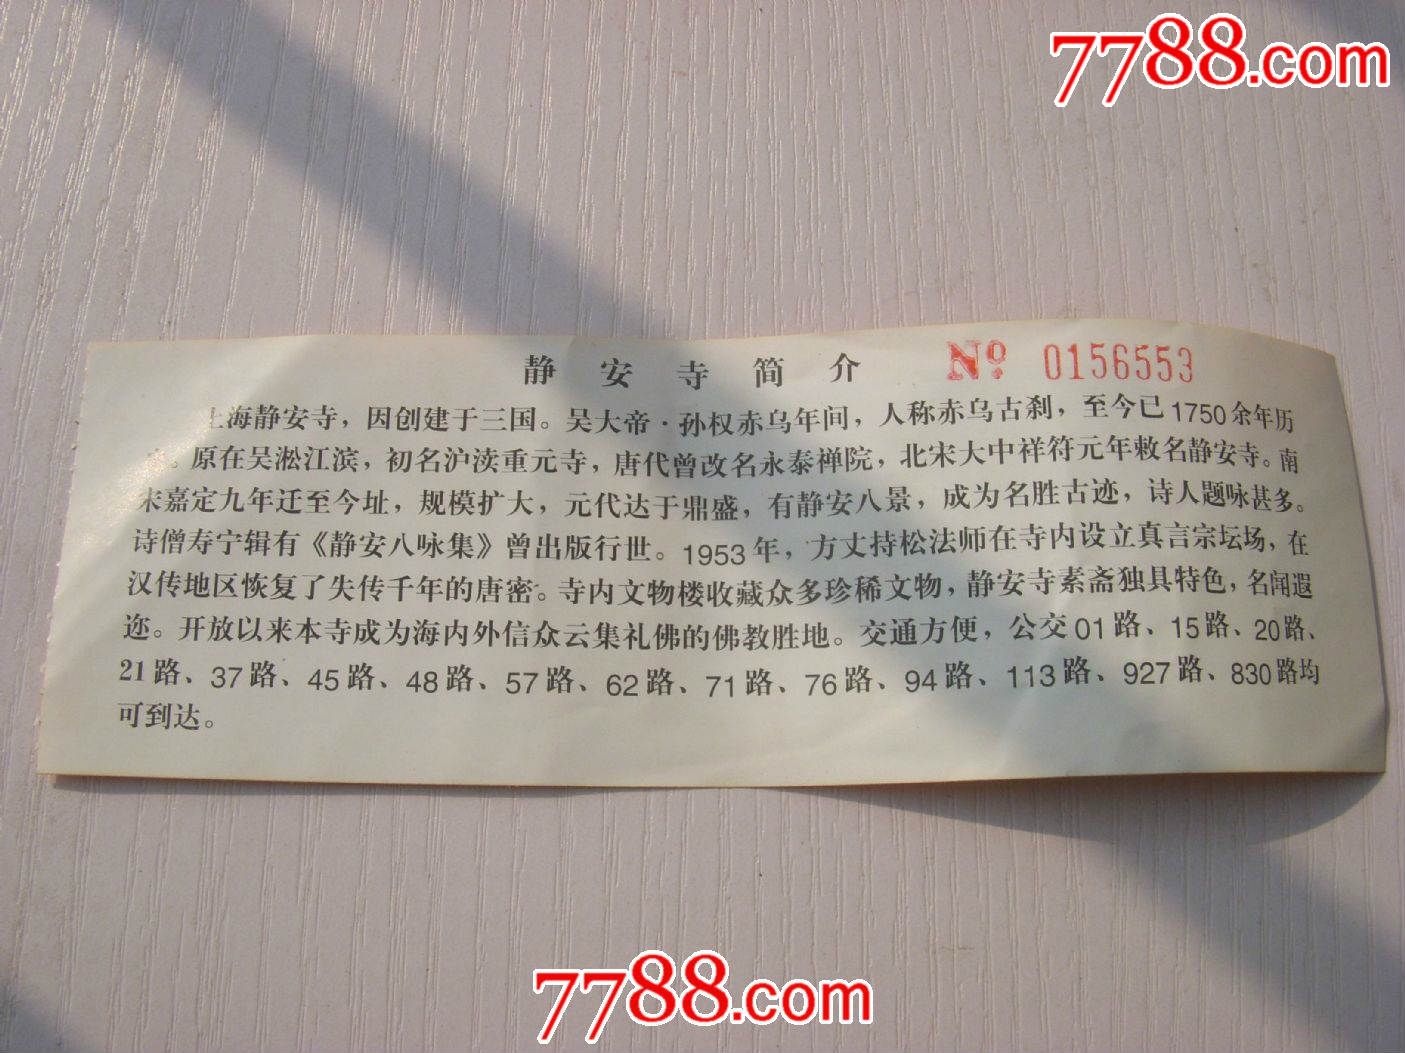 7788.com
静安寺简介 № 0156553
上海静安寺，因创建于三国。吴大帝·孙权赤乌年间，人称赤乌古刹，至今已1750余年历
。原在吴淞江滨，初名沪渎重元寺，唐代曾改名永泰禅院，北宋大中祥符元年敕名静安寺。南
宋嘉定九年迁至今址，规模扩大，元代达于鼎盛，有静安八景，成为名胜古迹，诗人题咏甚多。
诗僧寿宁辑有《静安八咏集》曾出版行世。1953年，方丈持松法师在寺内设立真言宗坛场，在
汉传地区恢复了失传千年的唐密。寺内文物楼收藏众多珍稀文物，静安寺素斋独具特色，名闻遐
迩。开放以来本寺成为海内外信众云集礼佛的佛教胜地。交通方便，公交01路、15路、20路、
21路、37路、45路、48路、57路、62路、71路、76路、94路、113路、927路、830路均
可到达。
7788.com